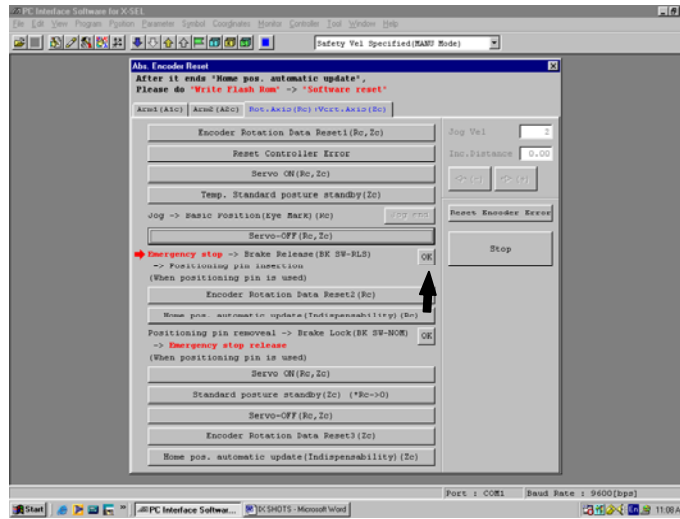 PC Interface Software for X-SEL
File Edit View Program Position Parameter Symbol Coordinates Monitor Controller Tool Window Help
Safety Vel Specified(MANU Mode)
Abs. Encoder Reset
After it ends "Home pos. automatic update",
Please do "Write Flash Rom" -> "Software reset"
Arm1(A1c) Arm2(A2c) Rot.Axis(Rc)+Vert.Axis(Zc)
Encoder Rotation Data Reset1(Rc,Zc)
Reset Controller Error
Servo ON(Rc,Zc)
Temp. Standard posture standby(Zc)
Jog -> Basic Position(Eye Mark)(Rc) Jog end
Servo-OFF(Rc,Zc)
Emergency stop -> Brake Release(BK SW-RLS) OK
-> Positioning pin insertion
(When positioning pin is used)
Encoder Rotation Data Reset2(Rc)
Home pos. automatic update(Indispensability)(Rc)
Positioning pin removeal -> Brake Lock(BK SW-NOM) OK
-> Emergency stop release
(When positioning pin is used)
Servo ON(Rc,Zc)
Standard posture standby(Zc) (*Rc->0)
Servo-OFF(Rc,Zc)
Encoder Rotation Data Reset3(Zc)
Home pos. automatic update(Indispensability)(Zc)
Jog Vel 2
Inc.Distance 0.00
Reset Encoder Error
Stop
Port : COM1 Baud Rate : 9600[bps]
Start PC Interface Softwar... IX SHOTS - Microsoft Word En 11:08 A